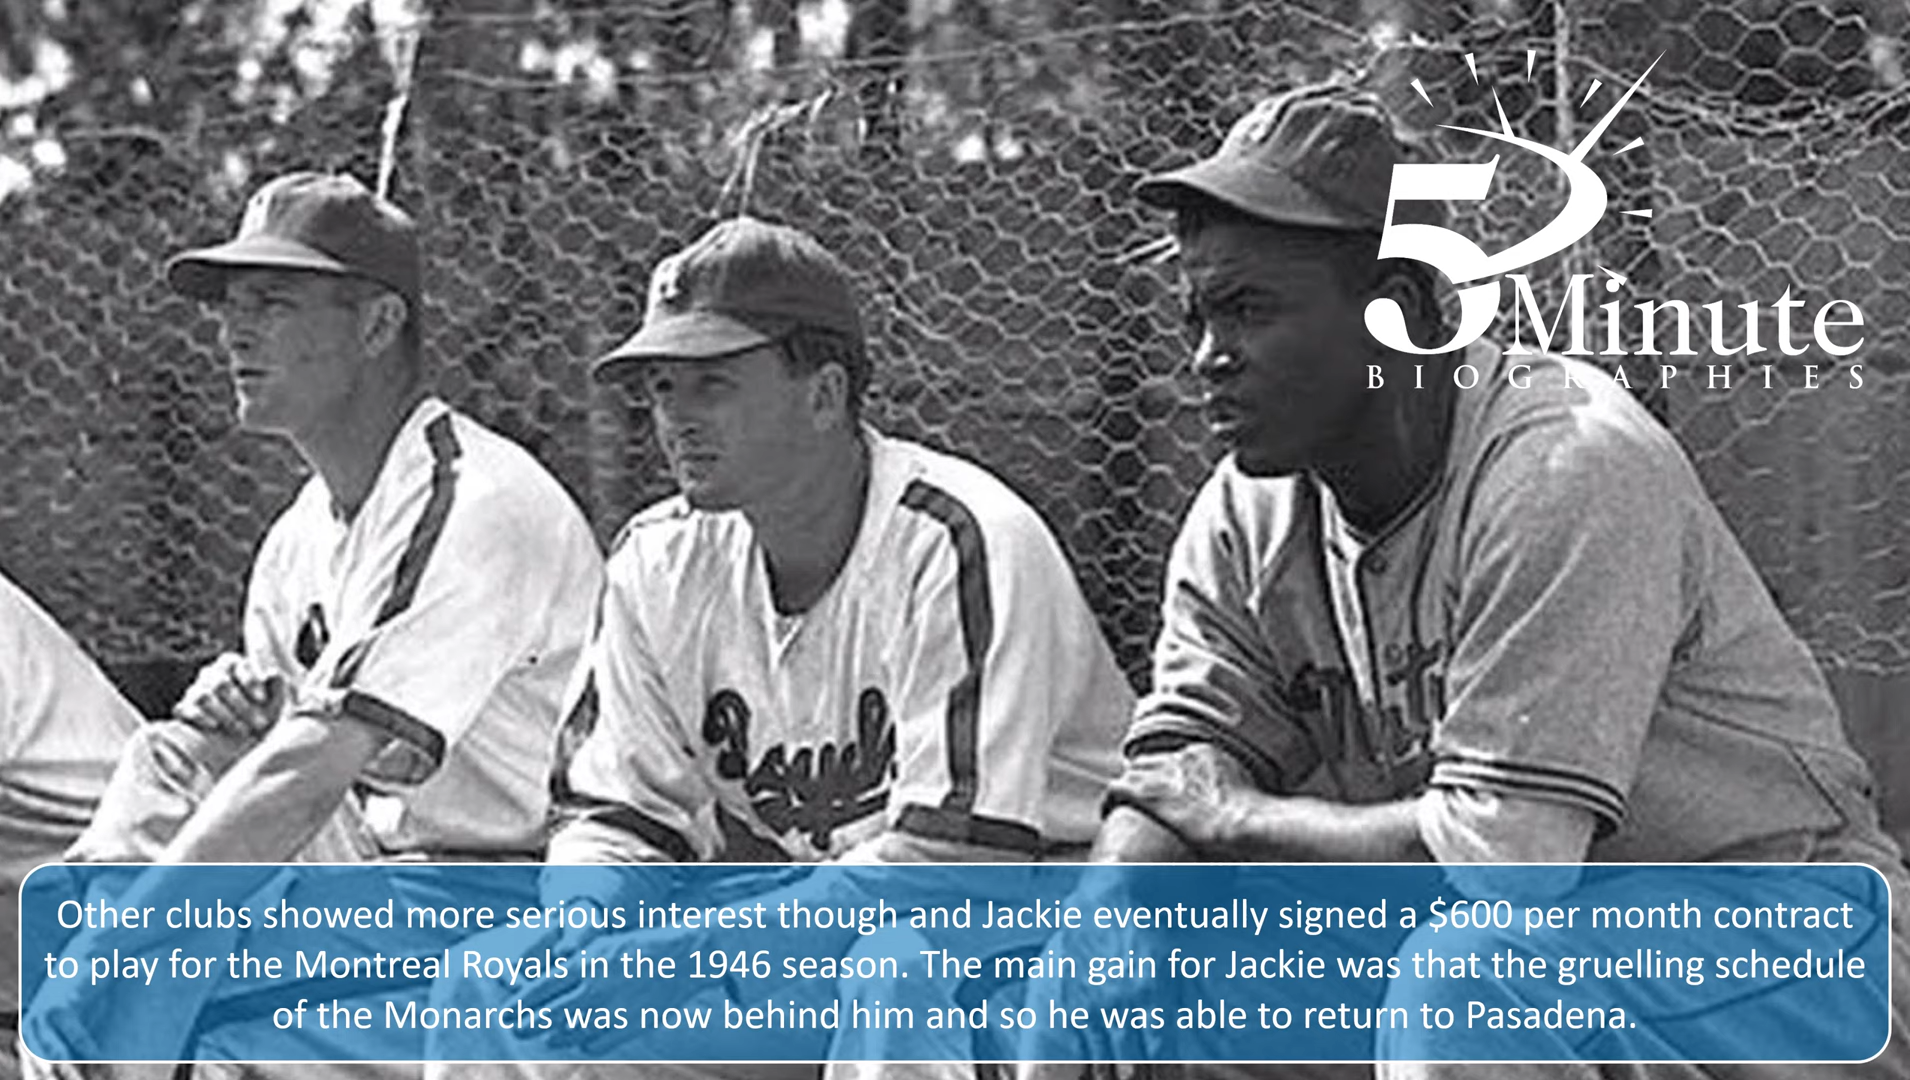 5 Minute
BIOGRAPHIES
Other clubs showed more serious interest though and Jackie eventually signed a $600 per month contract
to play for the Montreal Royals in the 1946 season. The main gain for Jackie was that the gruelling schedule
of the Monarchs was now behind him and so he was able to return to Pasadena.